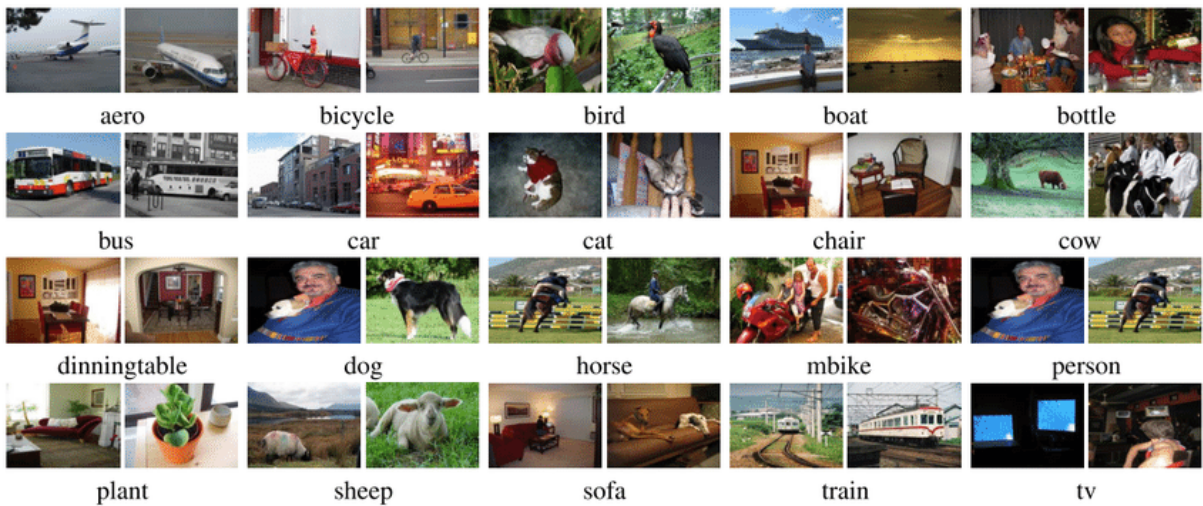 aero bicycle bird boat bottle
bus car cat chair cow
dinningtable dog horse mbike person
plant sheep sofa train tv